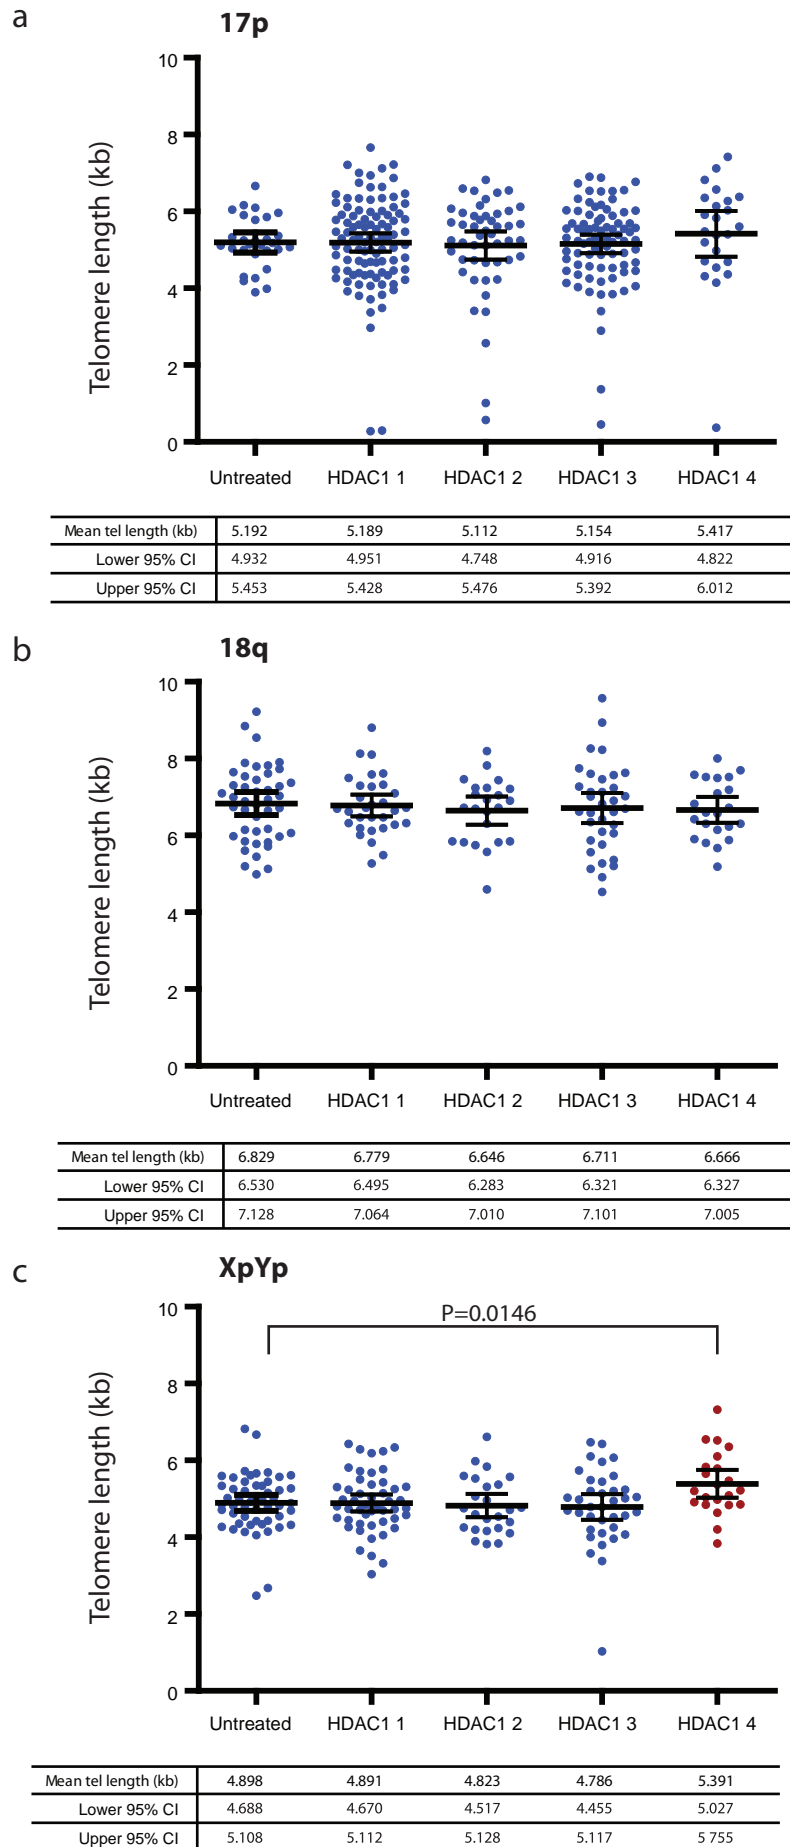 a
17p
10
8
6
4
2
0
Telomere length (kb)
Untreated HDAC1 1 HDAC1 2 HDAC1 3 HDAC1 4
Mean tel length (kb) 5.192 5.189 5.112 5.154 5.417
Lower 95% CI 4.932 4.951 4.748 4.916 4.822
Upper 95% CI 5.453 5.428 5.476 5.392 6.012
b
18q
10
8
6
4
2
0
Telomere length (kb)
Untreated HDAC1 1 HDAC1 2 HDAC1 3 HDAC1 4
Mean tel length (kb) 6.829 6.779 6.646 6.711 6.666
Lower 95% CI 6.530 6.495 6.283 6.321 6.327
Upper 95% CI 7.128 7.064 7.010 7.101 7.005
c
XpYp
P=0.0146
10
8
6
4
2
0
Telomere length (kb)
Untreated HDAC1 1 HDAC1 2 HDAC1 3 HDAC1 4
Mean tel length (kb) 4.898 4.891 4.823 4.786 5.391
Lower 95% CI 4.688 4.670 4.517 4.455 5.027
Upper 95% CI 5.108 5.112 5.128 5.117 5 755